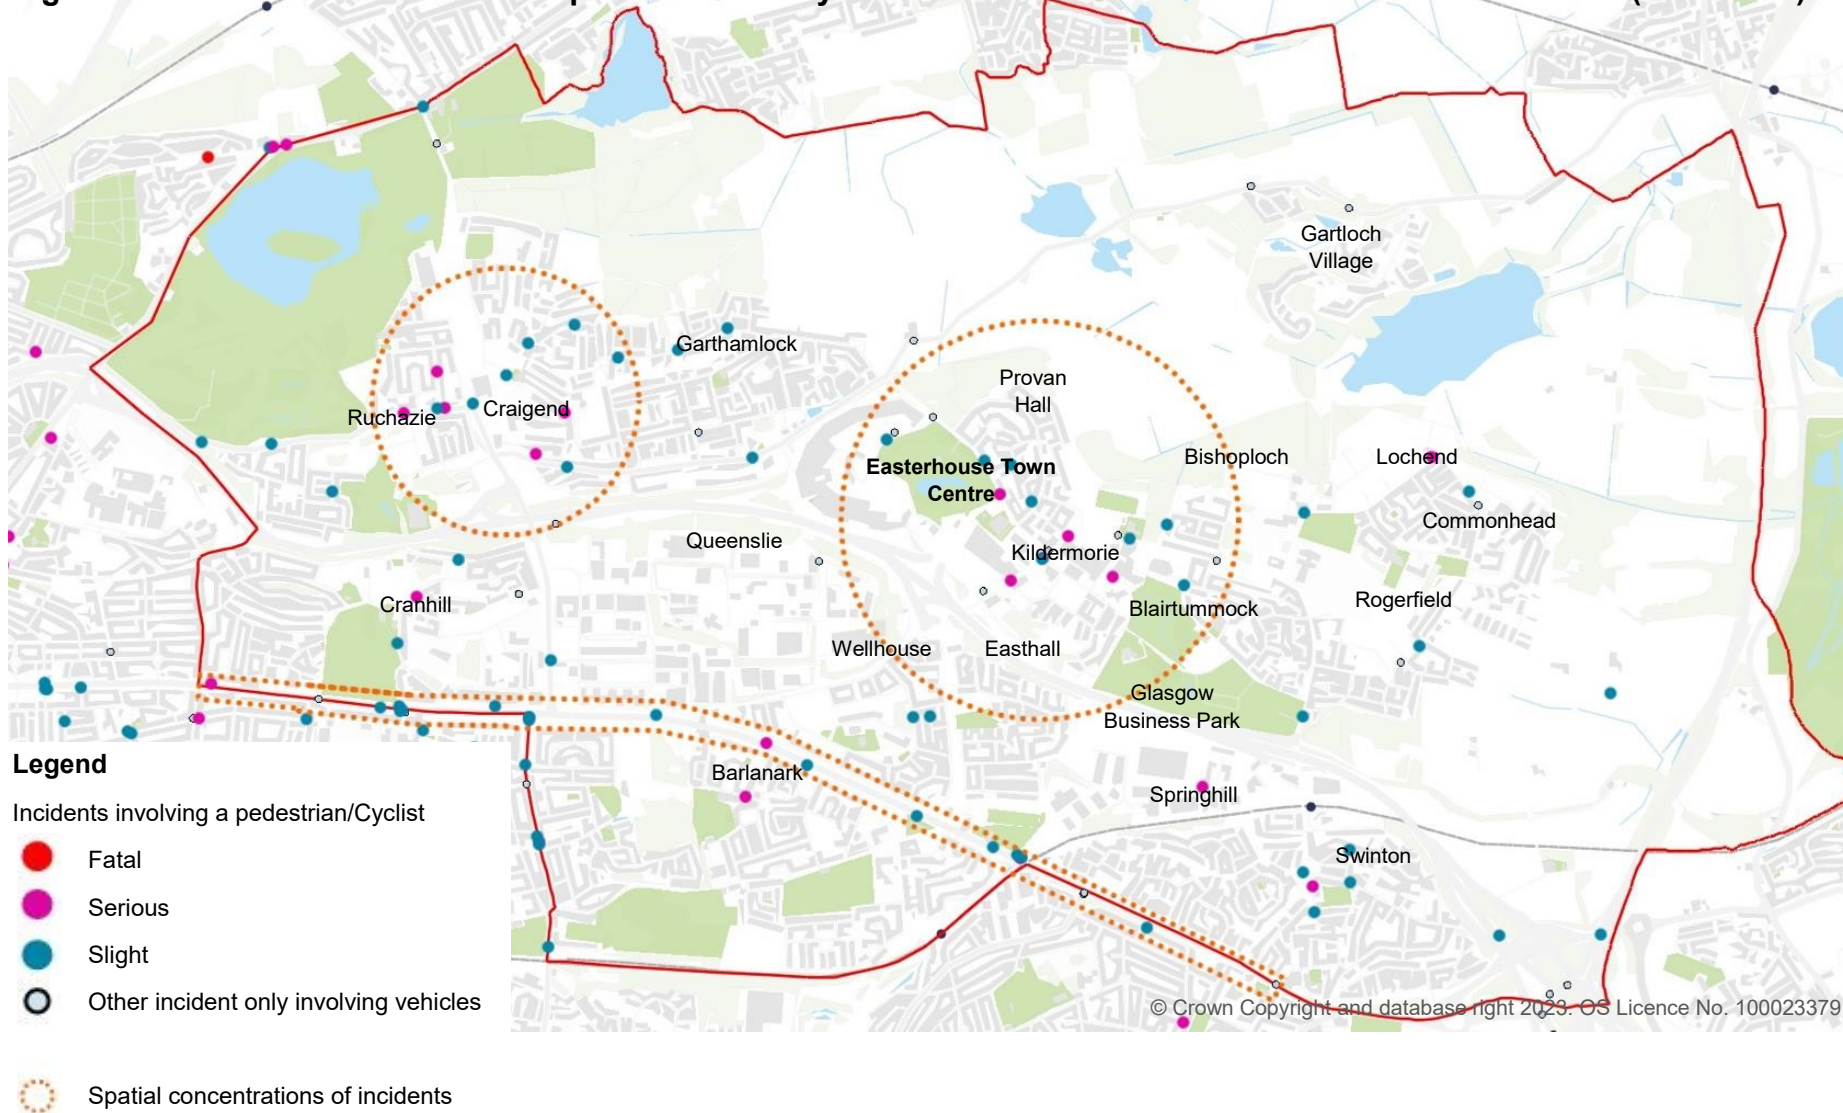 Gartloch
Village
Garthamlock
Provan
Hall
Ruchazie
Craigend
Bishoploch
Lochend
Easterhouse Town
Centre
Commonhead
Queenslie
Kildermorie
Cranhill
Blairtummock
Rogerfield
Wellhouse
Easthall
Glasgow
Business Park
Barlanark
Springhill
Swinton
Legend
Incidents involving a pedestrian/Cyclist
Fatal
Serious
Slight
Other incident only involving vehicles
Spatial concentrations of incidents
© Crown Copyright and database right 2023. OS Licence No. 100023379